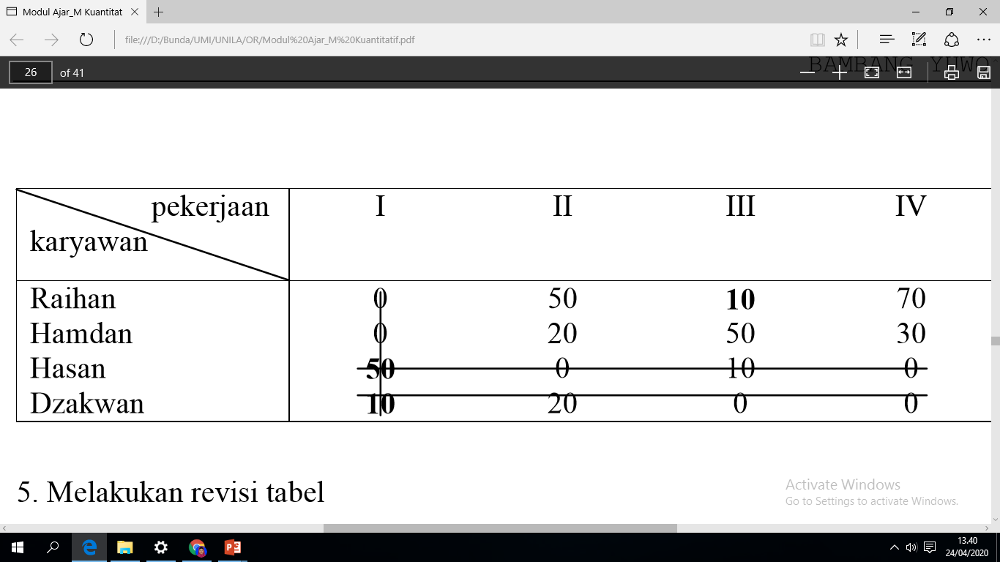 Modul Ajar_M Kuantitat
file:///D:/Bunda/UMI/UNILA/OR/Modul%20Ajar_M%20Kuantitatif.pdf
BAMBANG YUWO
26 of 41
pekerjaan I II III IV
karyawan
Raihan 0 50 10 70
Hamdan 0 20 50 30
Hasan 50 0 10 0
Dzakwan 10 20 0 0
5. Melakukan revisi tabel
Activate Windows
Go to Settings to activate Windows.
13.40
24/04/2020